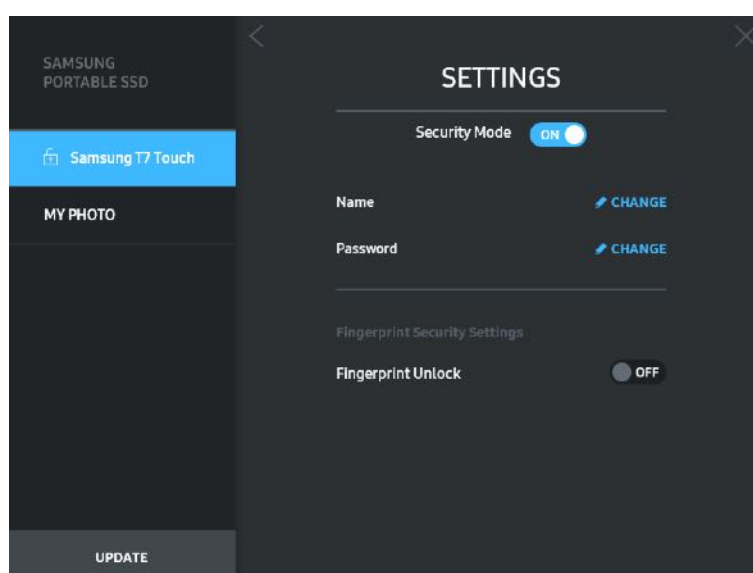 SAMSUNG
PORTABLE SSD
Samsung T7 Touch
MY PHOTO
UPDATE
SETTINGS
Security Mode ON
Name CHANGE
Password CHANGE
Fingerprint Security Settings
Fingerprint Unlock OFF